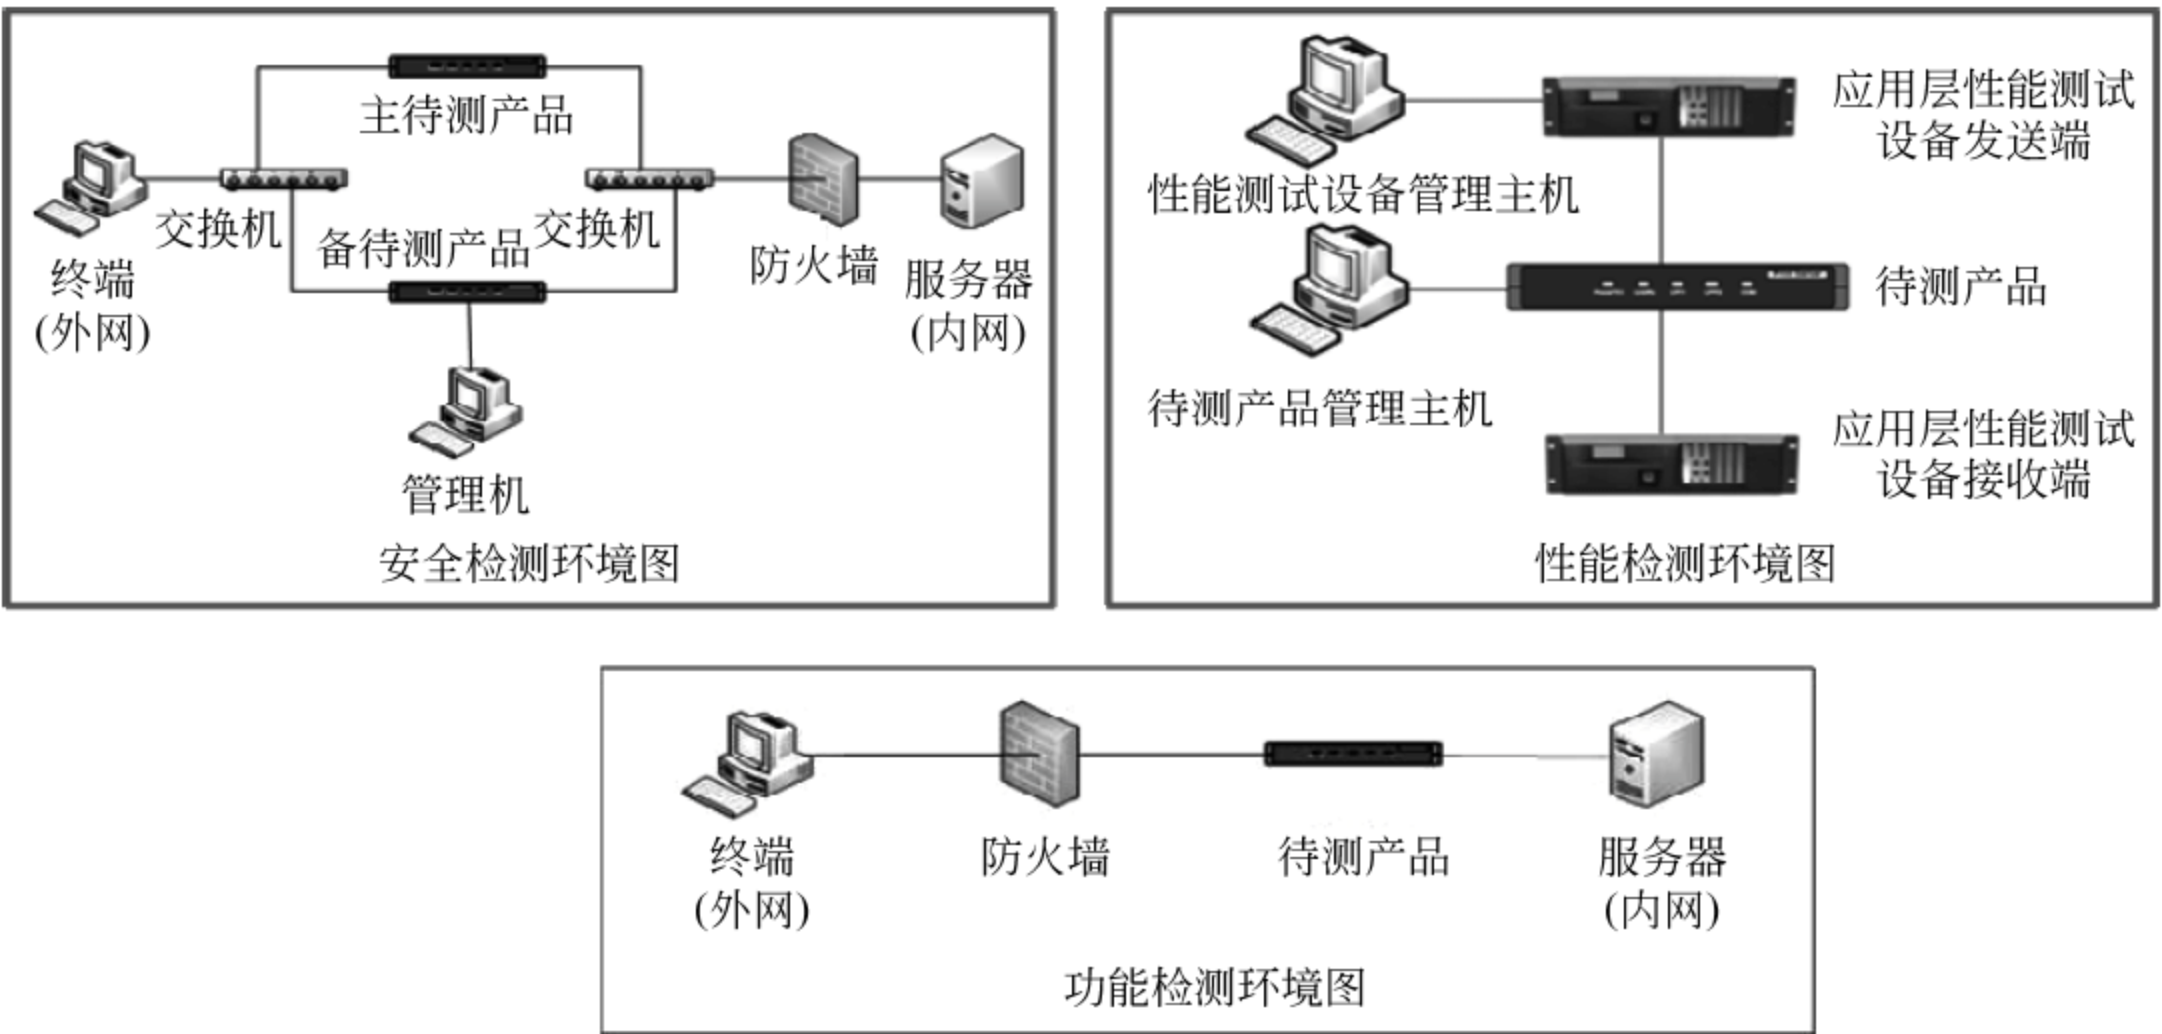 主待测产品
交换机
备待测产品
交换机
终端
(外网)
防火墙
服务器
(内网)
管理机
安全检测环境图
应用层性能测试
设备发送端
性能测试设备管理主机
待测产品
待测产品管理主机
应用层性能测试
设备接收端
性能检测环境图
终端
(外网)
防火墙
待测产品
服务器
(内网)
功能检测环境图